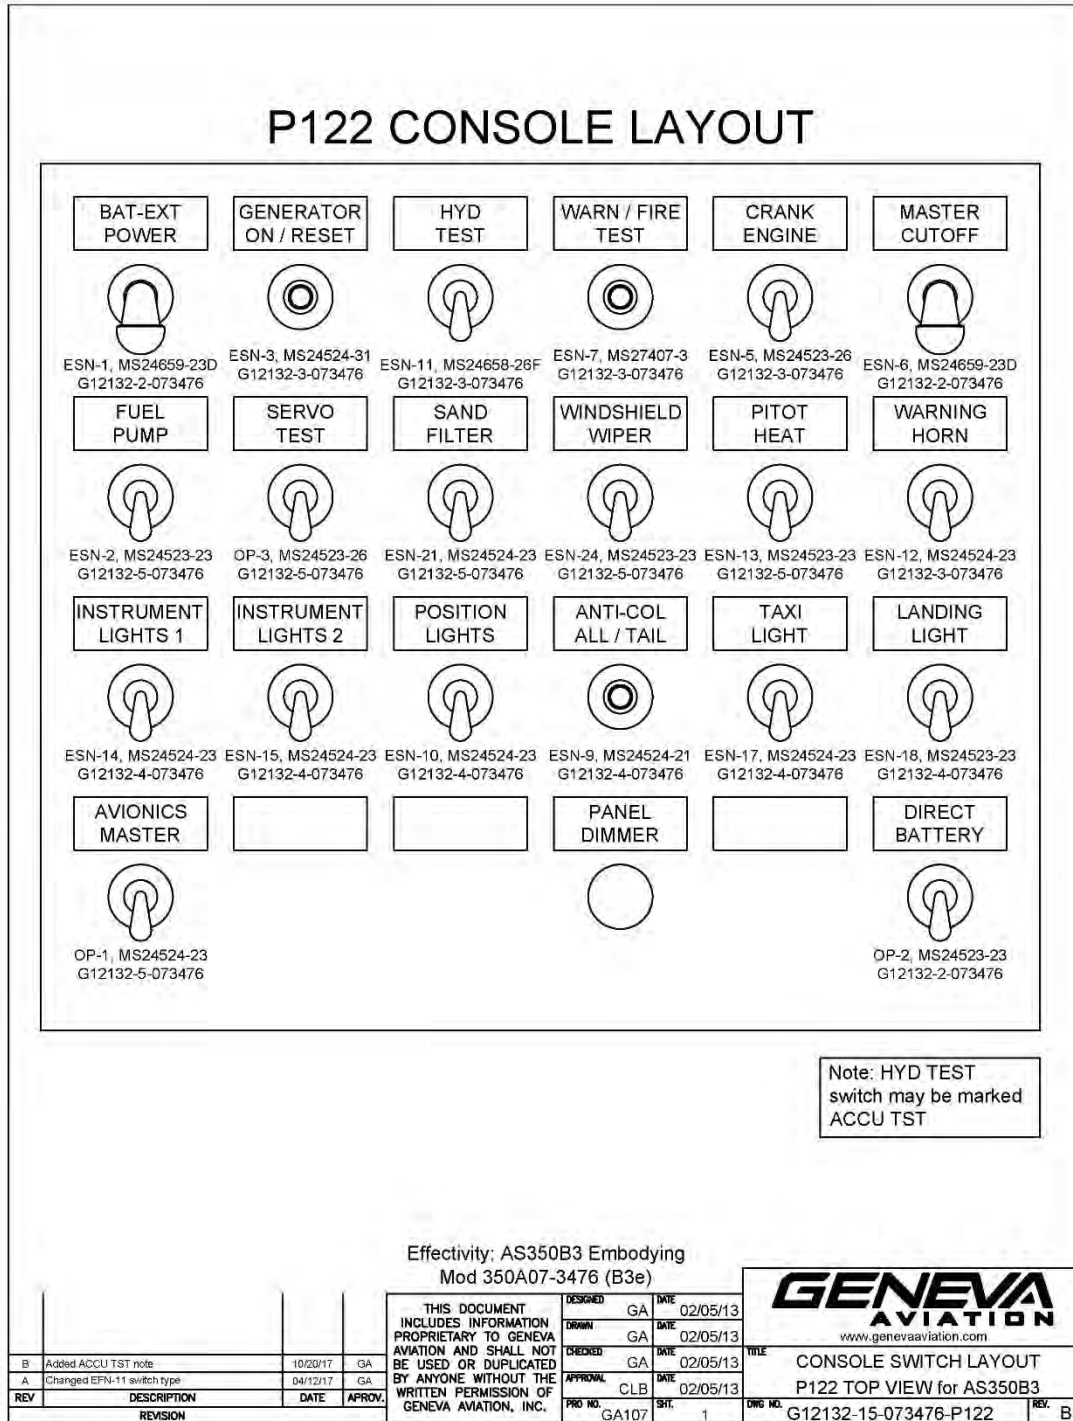 P122 CONSOLE LAYOUT
BAT-EXT
POWER
GENERATOR
ON / RESET
HYD
TEST
WARN / FIRE
TEST
CRANK
ENGINE
MASTER
CUTOFF
ESN-1, MS24659-23D
G12132-2-073476
ESN-3, MS24524-31
G12132-3-073476
ESN-11, MS24658-26F
G12132-3-073476
ESN-7, MS27407-3
G12132-3-073476
ESN-5, MS24523-26
G12132-3-073476
ESN-6, MS24659-23D
G12132-2-073476
FUEL
PUMP
SERVO
TEST
SAND
FILTER
WINDSHIELD
WIPER
PITOT
HEAT
WARNING
HORN
ESN-2, MS24523-23
G12132-5-073476
OP-3, MS24523-26
G12132-5-073476
ESN-21, MS24524-23
G12132-5-073476
ESN-24, MS24523-23
G12132-5-073476
ESN-13, MS24523-23
G12132-5-073476
ESN-12, MS24524-23
G12132-3-073476
INSTRUMENT
LIGHTS 1
INSTRUMENT
LIGHTS 2
POSITION
LIGHTS
ANTI-COL
ALL / TAIL
TAXI
LIGHT
LANDING
LIGHT
ESN-14, MS24524-23
G12132-4-073476
ESN-15, MS24524-23
G12132-4-073476
ESN-10, MS24524-23
G12132-4-073476
ESN-9, MS24524-21
G12132-4-073476
ESN-17, MS24524-23
G12132-4-073476
ESN-18, MS24523-23
G12132-4-073476
AVIONICS
MASTER
PANEL
DIMMER
DIRECT
BATTERY
OP-1, MS24524-23
G12132-5-073476
OP-2, MS24523-23
G12132-2-073476
Note: HYD TEST
switch may be marked
ACCU TST
Effectivity: AS350B3 Embodying
Mod 350A07-3476 (B3e)
B Added ACCU TST note 10/20/17 GA
A Changed EFN-11 switch type 04/12/17 GA
REV DESCRIPTION DATE APROV.
REVISION
THIS DOCUMENT
INCLUDES INFORMATION
PROPRIETARY TO GENEVA
AVIATION AND SHALL NOT
BE USED OR DUPLICATED
BY ANYONE WITHOUT THE
WRITTEN PERMISSION OF
GENEVA AVIATION, INC.
DESIGNED GA DATE 02/05/13
DRAWN GA DATE 02/05/13
CHECKED GA DATE 02/05/13
APPROVAL CLB DATE 02/05/13
PRO NO. GA107 SHT. 1
GENEVA
AVIATION
www.genevaaviation.com
TITLE CONSOLE SWITCH LAYOUT
P122 TOP VIEW for AS350B3
DWG NO. G12132-15-073476-P122 REV. B